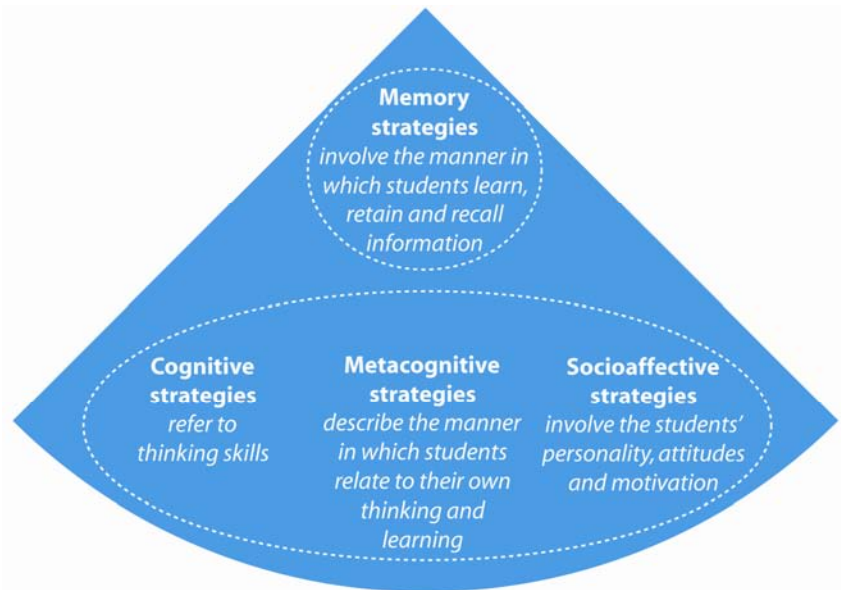 Memory
strategies
involve the manner in
which students learn,
retain and recall
information
Cognitive
strategies
refer to
thinking skills
Metacognitive
strategies
describe the manner
in which students
relate to their own
thinking and
learning
Socioaffective
strategies
involve the students’
personality, attitudes
and motivation